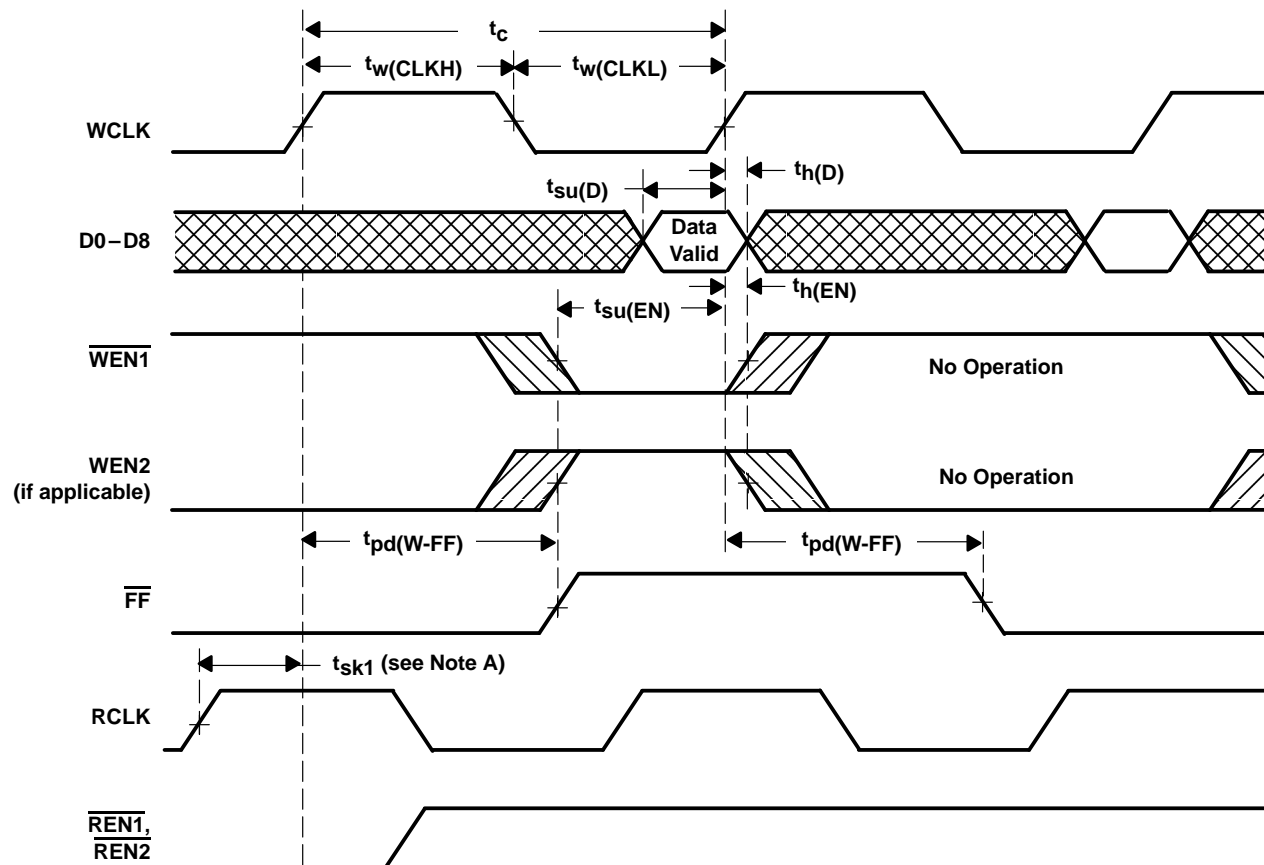 tc
tw(CLKH)
tw(CLKL)
WCLK
tsu(D)
th(D)
D0–D8
Data
Valid
tsu(EN)
th(EN)
WEN1
No Operation
WEN2
(if applicable)
No Operation
tpd(W-FF)
tpd(W-FF)
FF
tsk1 (see Note A)
RCLK
REN1,
REN2